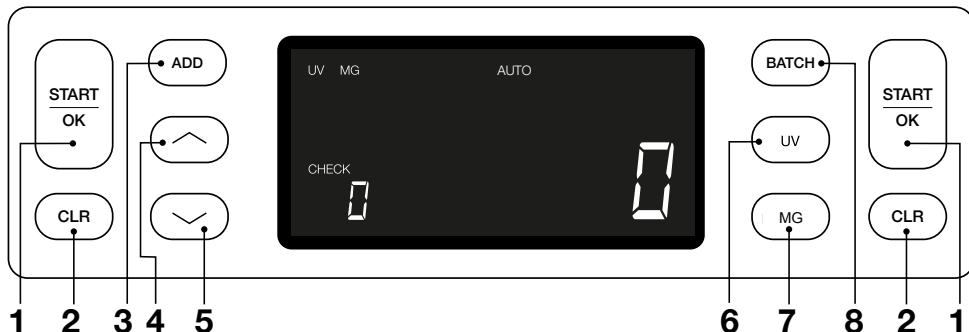 START
OK
CLR
ADD
UV MG AUTO
CHECK
0
0
BATCH
UV
MG
START
OK
CLR
1 2 3 4 5 6 7 8 2 1